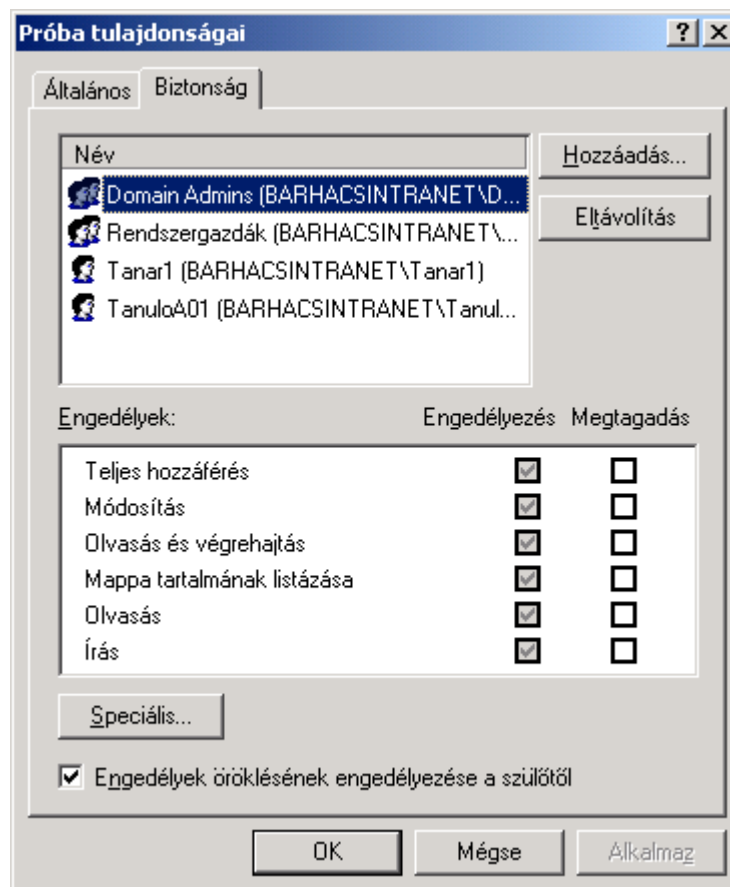 Próba tulajdonságai
Általános Biztonság
Név
Hozzáadás...
Domain Admins (BARHACSINTRANET\D...
Eltávolítás
Rendszergazdák (BARHACSINTRANET\...
Tanar1 (BARHACSINTRANET\Tanar1)
TanuloA01 (BARHACSINTRANET\Tanul...
Engedélyek: Engedélyezés Megtagadás
Teljes hozzáférés
Módosítás
Olvasás és végrehajtás
Mappa tartalmának listázása
Olvasás
Írás
Speciális...
Engedélyek öröklésének engedélyezése a szülőtől
OK Mégse Alkalmaz